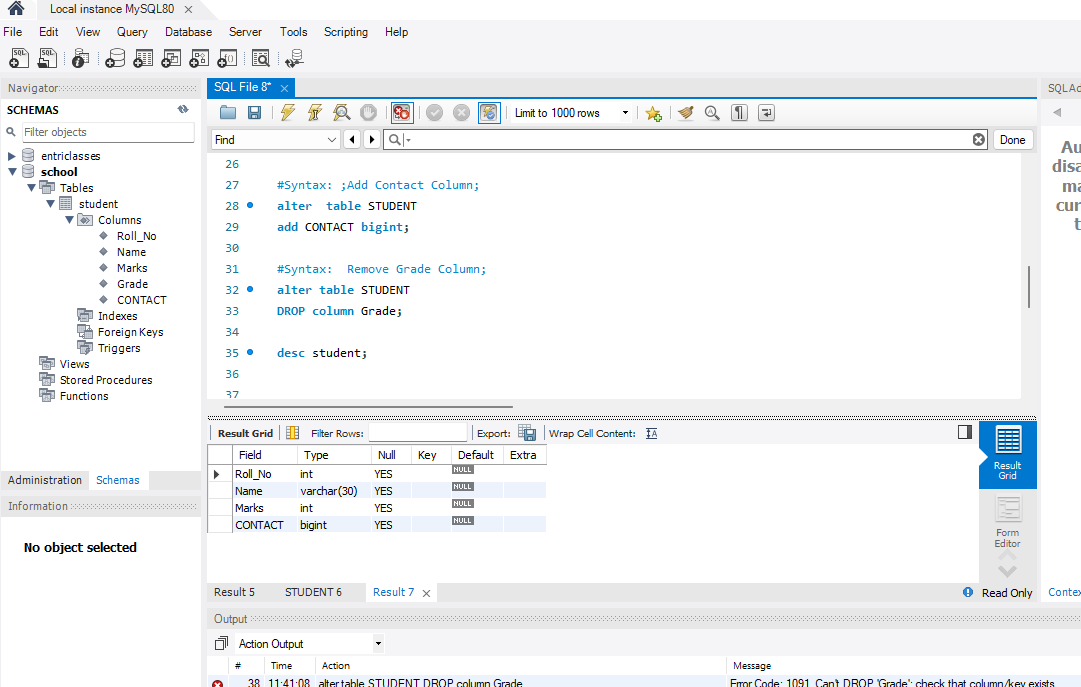 Local instance MySQL80
File Edit View Query Database Server Tools Scripting Help
Navigator
SCHEMAS
Filter objects
entriclasses
school
Tables
student
Columns
Roll_No
Name
Marks
Grade
CONTACT
Indexes
Foreign Keys
Triggers
Views
Stored Procedures
Functions
Administration Schemas
Information
No object selected
SQL File 8*
Limit to 1000 rows
Find
Done
26
27 #Syntax: ;Add Contact Column;
28 alter  table STUDENT
29 add CONTACT bigint;
30
31 #Syntax:  Remove Grade Column;
32 alter table STUDENT
33 DROP column Grade;
34
35 desc student;
36
37
Result Grid Filter Rows: Export: Wrap Cell Content:
Field Type Null Key Default Extra
Roll_No int YES NULL
Name varchar(30) YES NULL
Marks int YES NULL
CONTACT bigint YES NULL
Result Grid
Form Editor
Result 5 STUDENT 6 Result 7
Read Only
Output
Action Output
# Time Action Message
38 11:41:08 alter table STUDENT DROP column Grade Error Code: 1091. Can't DROP 'Grade'; check that column/key exists
SQLAd
Au
disa
ma
cur
t
Contex